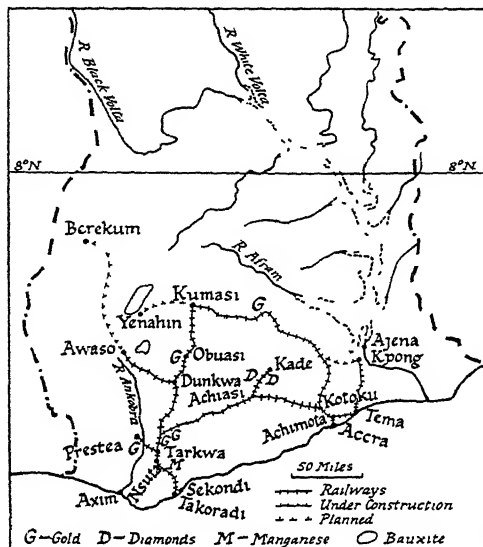 R Black Volta
R White Volta
8°N
8°N
R Afram
Berekum
Yenahin
Kumasi
G
Ajena
Kpong
Awaso
G
Obuasi
Kade
D
D
R Ankobra
Dunkwa
Achiasi
Kotoku
Tema
Achimota
Accra
Prestea
G
G G
Tarkwa
M
Nsuta
Axim
Sekondi
Takoradi
50 Miles
Railways
Under Construction
Planned
G-Gold D-Diamonds M-Manganese Bauxite